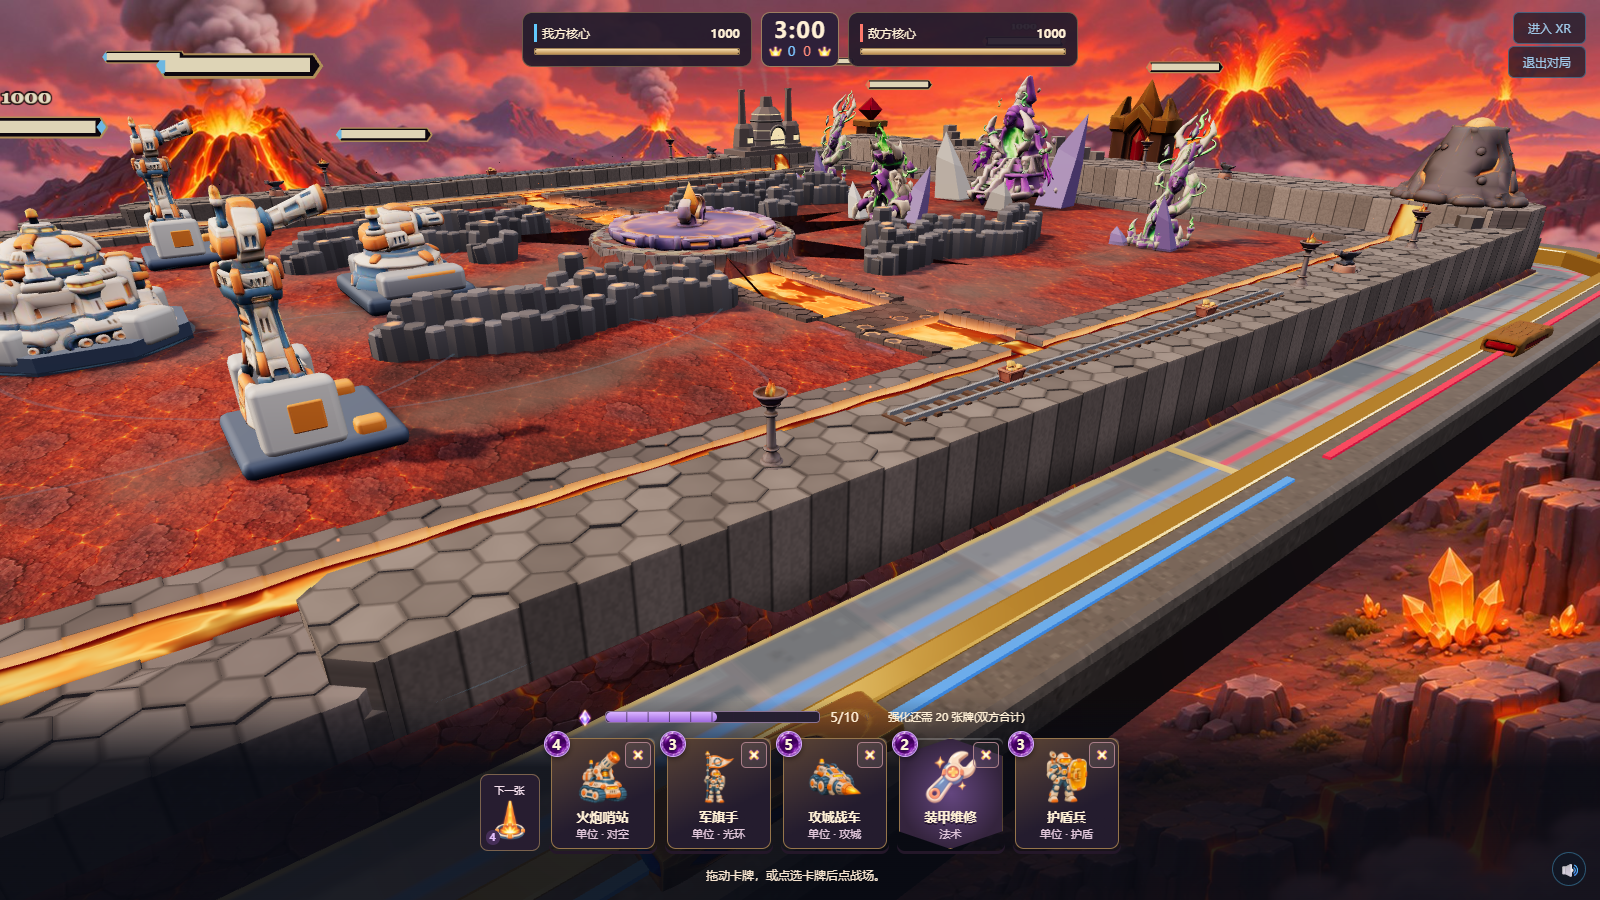 我方核心 1000
3:00
0 0
敌方核心 1000
进入 XR
退出对局
1000
5/10
强化还需 20 张牌(双方合计)
下一张
4
4
火炮哨站
单位 · 对空
3
军旗手
单位 · 光环
5
攻城战车
单位 · 攻城
2
装甲维修
法术
3
护盾兵
单位 · 护盾
拖动卡牌，或点选卡牌后点战场。